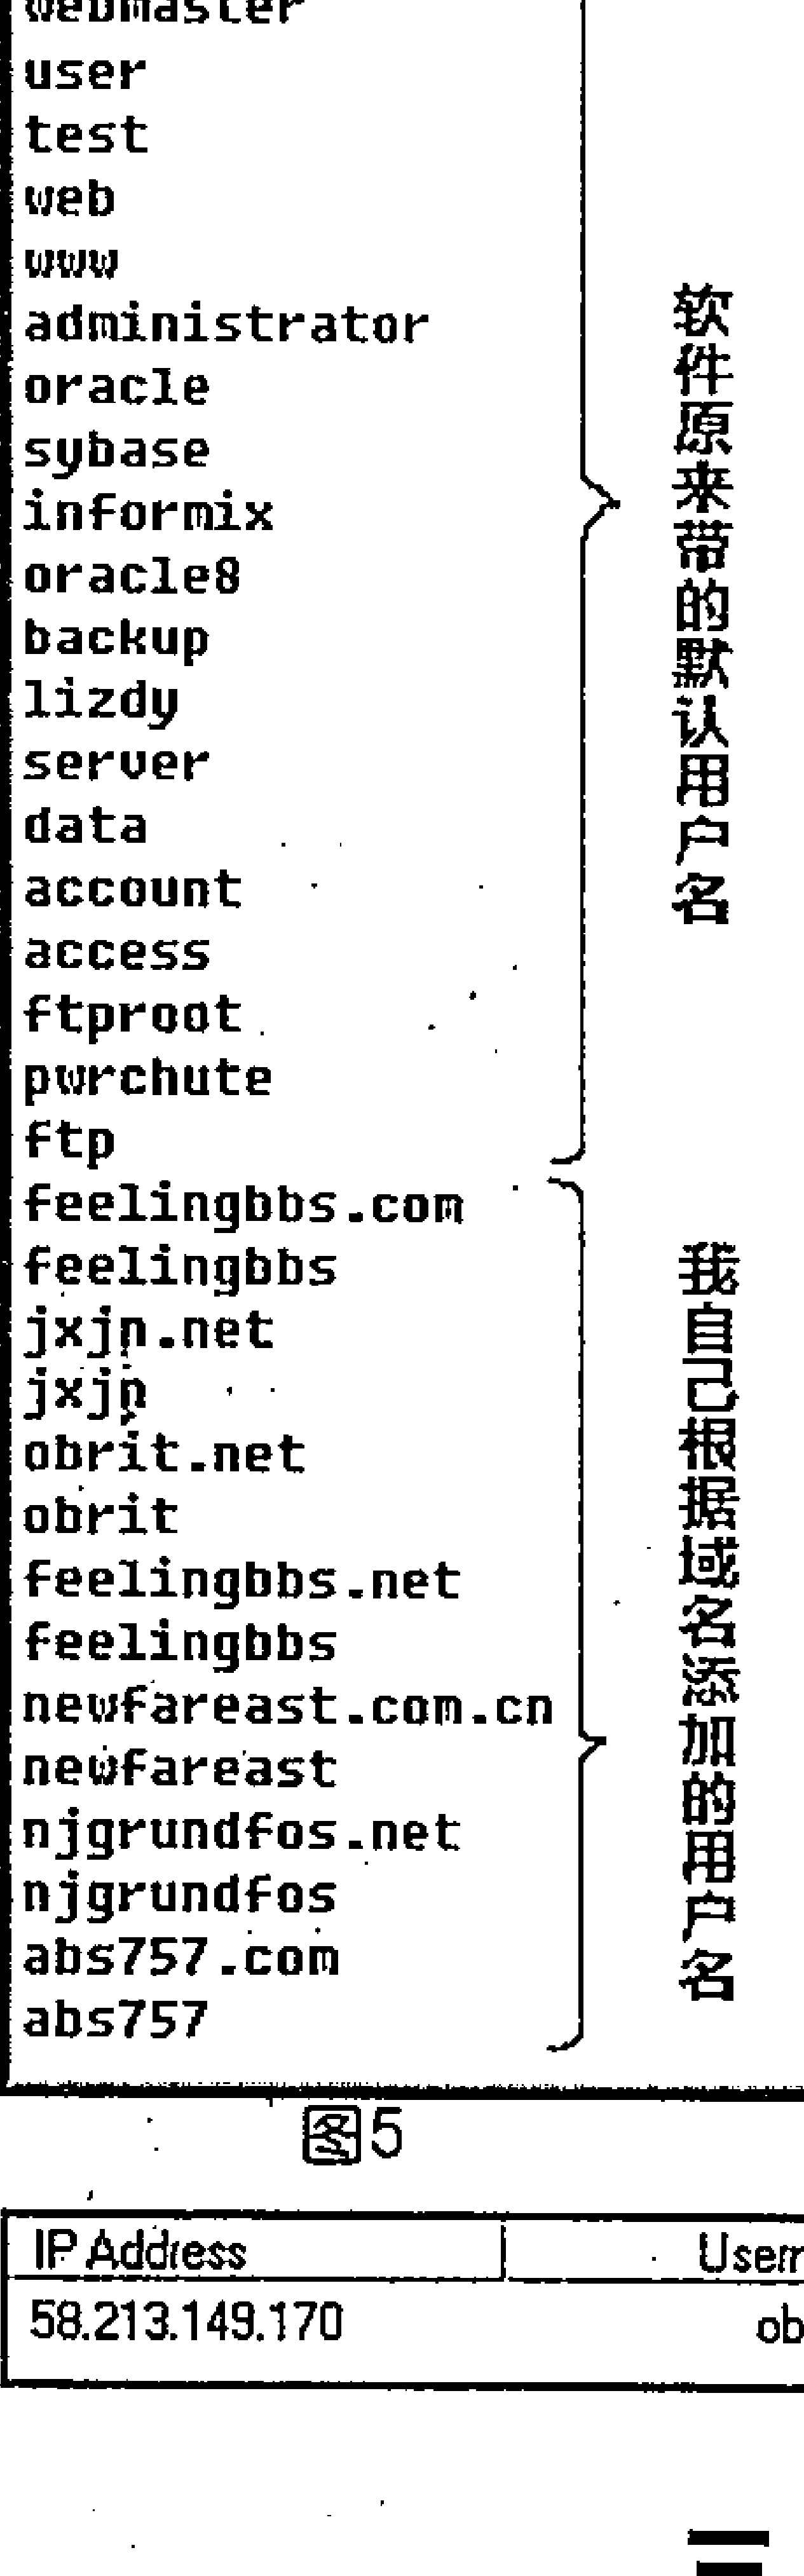 webmaster
user
test
web
www
administrator
oracle
sybase
informix
oracle8
backup
lizdy
server
data
account
access
ftproot
pwrchute
ftp
软件原来带的默认用户名
feelingbbs.com
feelingbbs
jxjn.net
jxjn
obrit.net
obrit
feelingbbs.net
feelingbbs
newfareast.com.cn
newfareast
njgrundfos.net
njgrundfos
abs757.com
abs757
我自己根据域名添加的用户名
图5
IP Address
58.213.149.170